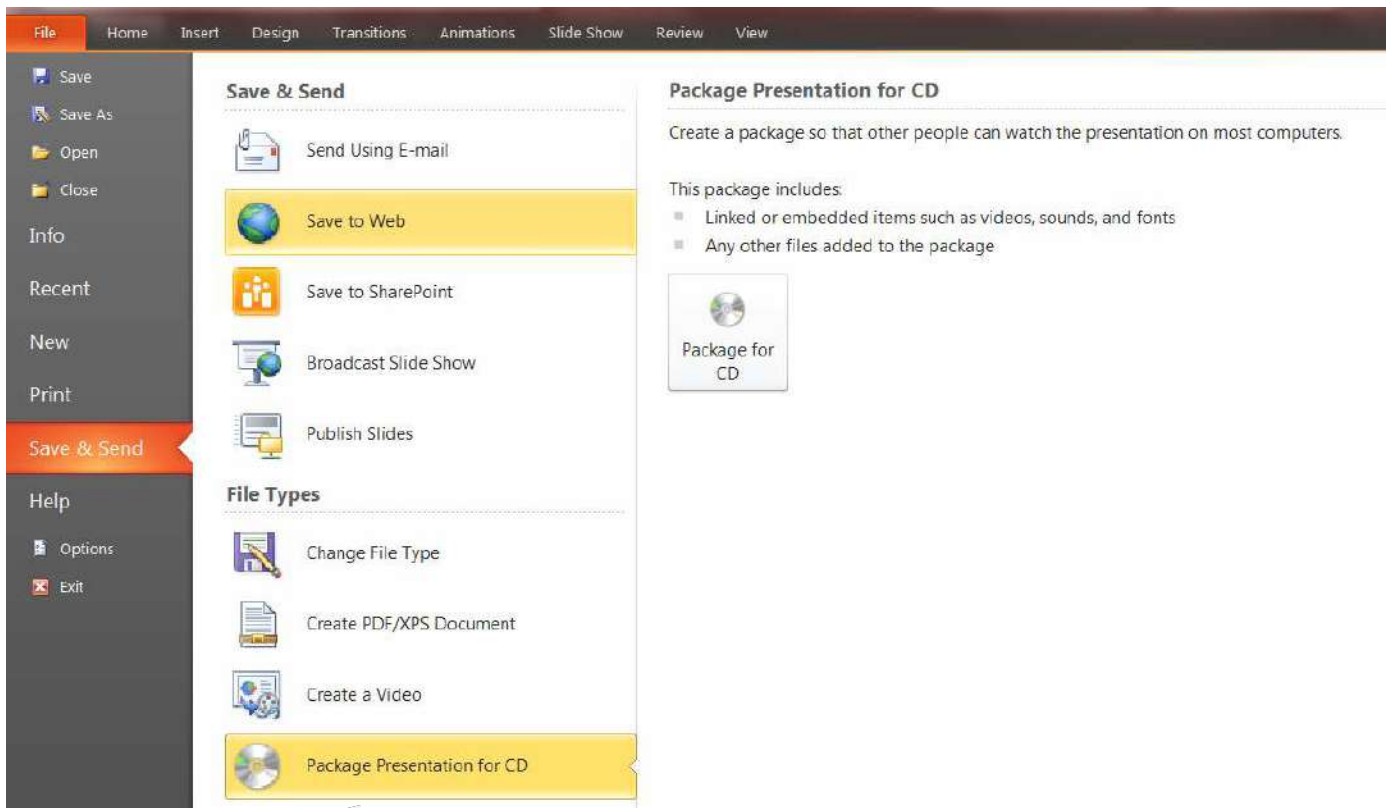 File Home Insert Design Transitions Animations Slide Show Review View
Save
Save As
Open
Close
Info
Recent
New
Print
Save & Send
Help
Options
Exit
Save & Send
Send Using E-mail
Save to Web
Save to SharePoint
Broadcast Slide Show
Publish Slides
File Types
Change File Type
Create PDF/XPS Document
Create a Video
Package Presentation for CD
Package Presentation for CD
Create a package so that other people can watch the presentation on most computers.
This package includes:
Linked or embedded items such as videos, sounds, and fonts
Any other files added to the package
Package for
CD